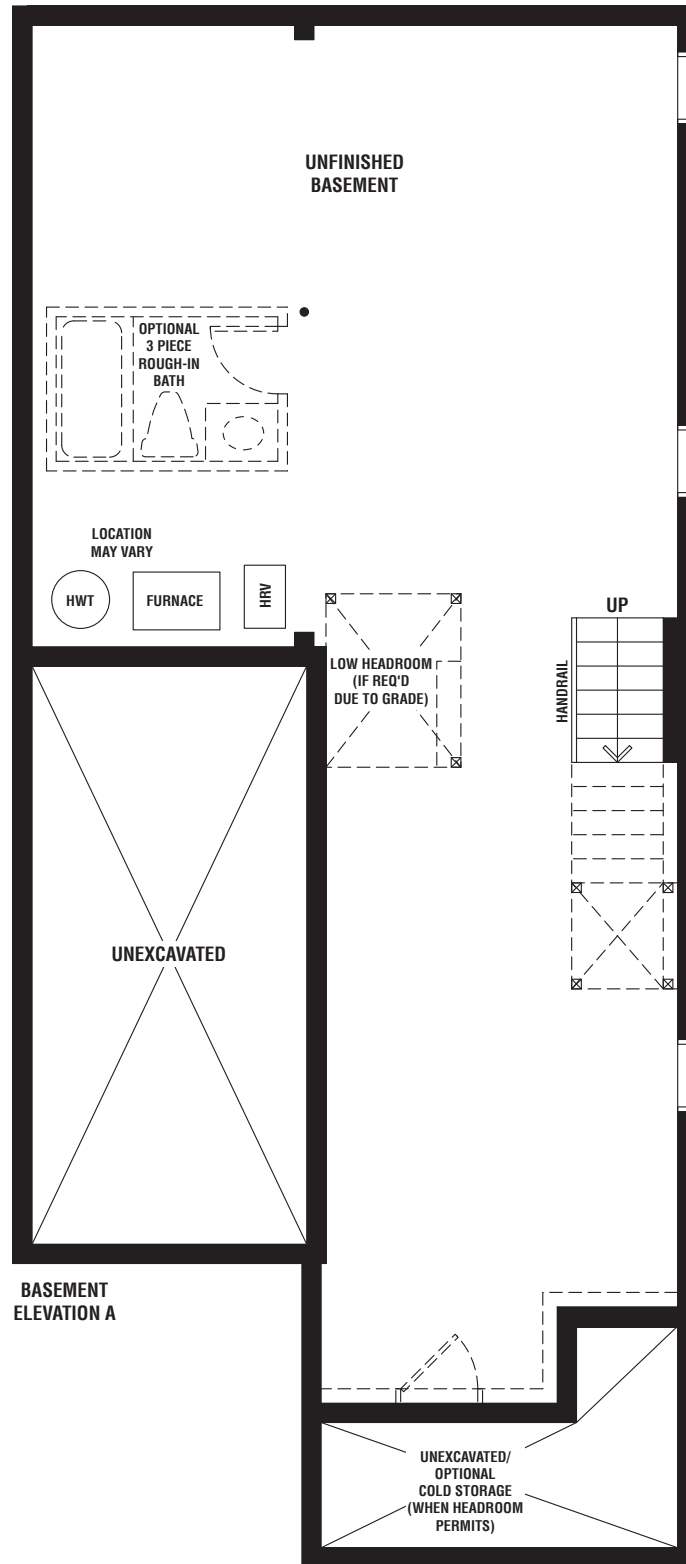 UNFINISHED
BASEMENT
OPTIONAL
3 PIECE
ROUGH-IN
BATH
LOCATION
MAY VARY
HWT
FURNACE
HRV
UP
HANDRAIL
LOW HEADROOM
(IF REQ'D
DUE TO GRADE)
UNEXCAVATED
BASEMENT
ELEVATION A
UNEXCAVATED/
OPTIONAL
COLD STORAGE
(WHEN HEADROOM
PERMITS)